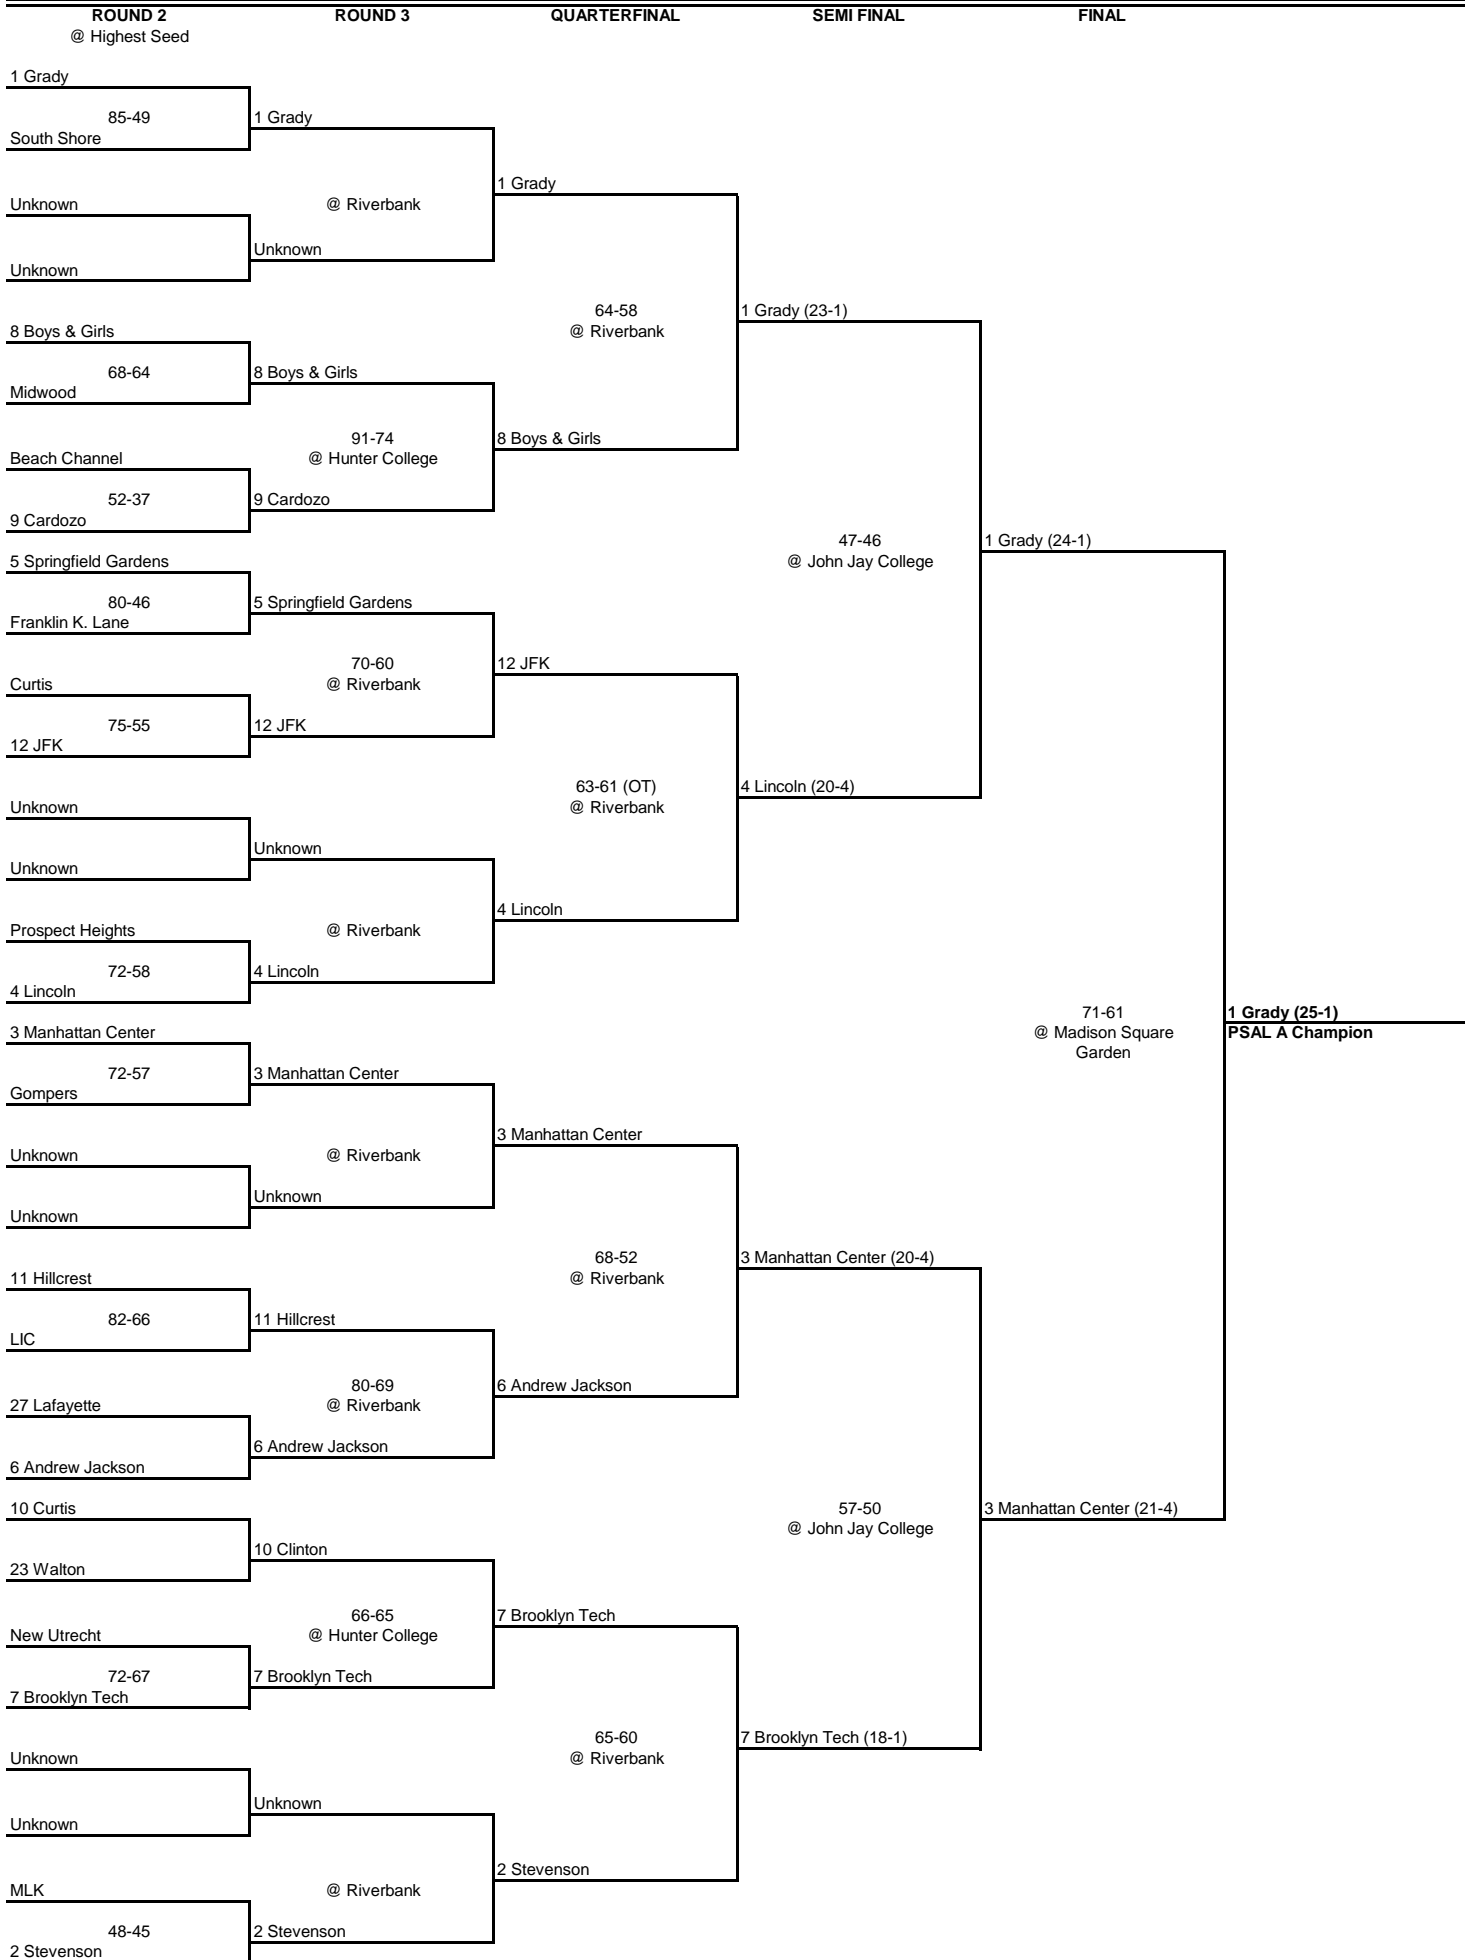 ROUND 2 ROUND 3 QUARTERFINAL SEMI FINAL FINAL
@ Highest Seed
1 Grady
85-49 1 Grady
South Shore
1 Grady
Unknown @ Riverbank
Unknown
Unknown
64-58 1 Grady (23-1)
8 Boys & Girls @ Riverbank
68-64 8 Boys & Girls
Midwood
91-74 8 Boys & Girls
Beach Channel @ Hunter College
52-37 9 Cardozo
9 Cardozo
47-46 1 Grady (24-1)
5 Springfield Gardens @ John Jay College
80-46 5 Springfield Gardens
Franklin K. Lane
70-60 12 JFK
Curtis @ Riverbank
75-55 12 JFK
12 JFK
63-61 (OT) 4 Lincoln (20-4)
Unknown @ Riverbank
Unknown
Unknown
4 Lincoln
Prospect Heights @ Riverbank
72-58 4 Lincoln
4 Lincoln
71-61 1 Grady (25-1)
3 Manhattan Center @ Madison Square PSAL A Champion
Garden
72-57 3 Manhattan Center
Gompers
3 Manhattan Center
Unknown @ Riverbank
Unknown
Unknown
68-52 3 Manhattan Center (20-4)
11 Hillcrest @ Riverbank
82-66 11 Hillcrest
LIC
80-69 6 Andrew Jackson
27 Lafayette @ Riverbank
6 Andrew Jackson
6 Andrew Jackson
10 Curtis 57-50 3 Manhattan Center (21-4)
@ John Jay College
10 Clinton
23 Walton
66-65 7 Brooklyn Tech
New Utrecht @ Hunter College
72-67 7 Brooklyn Tech
7 Brooklyn Tech
65-60 7 Brooklyn Tech (18-1)
Unknown @ Riverbank
Unknown
Unknown
2 Stevenson
MLK @ Riverbank
48-45 2 Stevenson
2 Stevenson